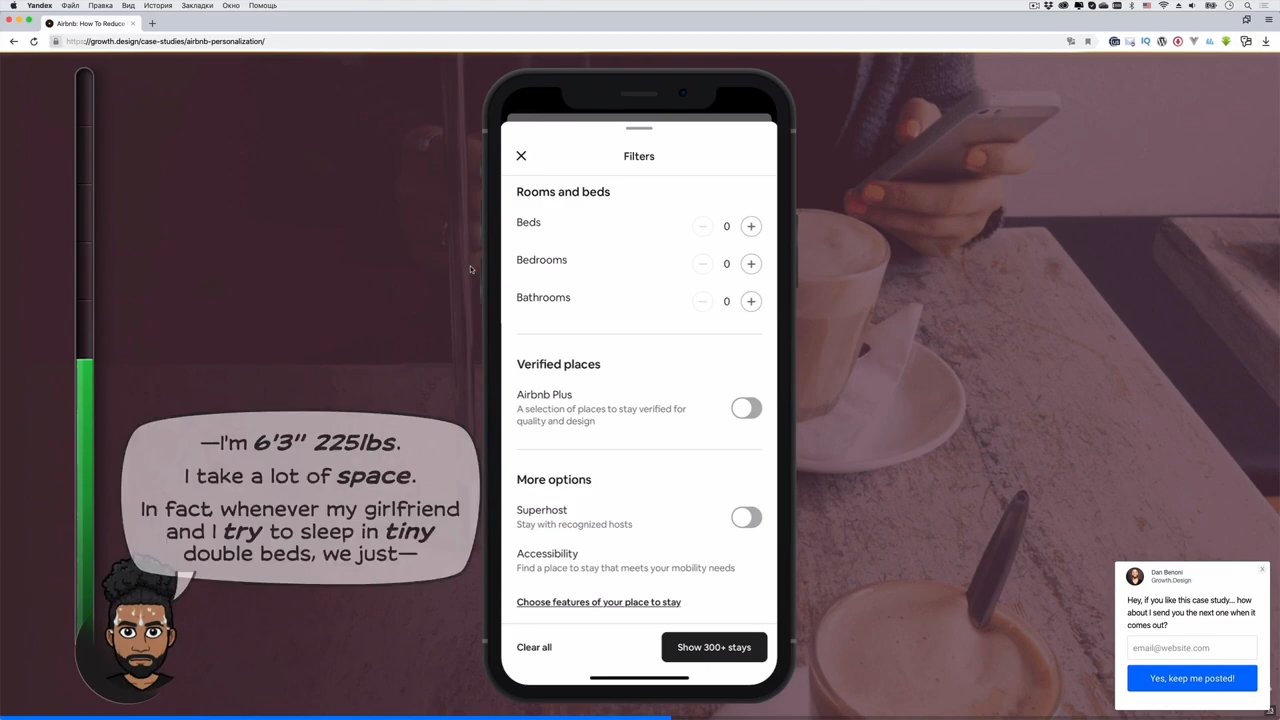 Yandex Файл Правка Вид История Закладки Окно Помощь
Airbnb: How To Reduce
https://growth.design/case-studies/airbnb-personalization/
Filters
Rooms and beds
Beds 0
Bedrooms 0
Bathrooms 0
Verified places
Airbnb Plus
A selection of places to stay verified for
quality and design
More options
Superhost
Stay with recognized hosts
Accessibility
Find a place to stay that meets your mobility needs
Choose features of your place to stay
Clear all
Show 300+ stays
—I'm 6'3" 225lbs.
I take a lot of space.
In fact, whenever my girlfriend
and I try to sleep in tiny
double beds, we just—
Dan Benoni
Growth.Design
Hey, if you like this case study... how
about I send you the next one when it
comes out?
email@website.com
Yes, keep me posted!